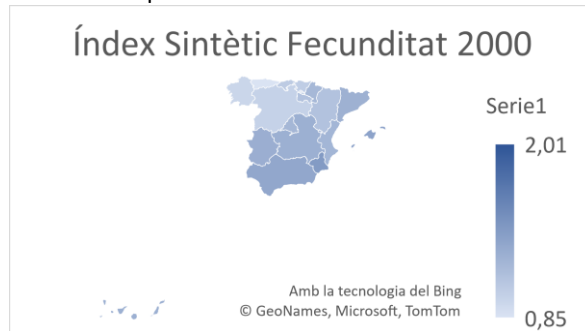 Índex Sintètic Fecunditat 2000
Serie1
2,01
0,85
Amb la tecnologia del Bing
© GeoNames, Microsoft, TomTom